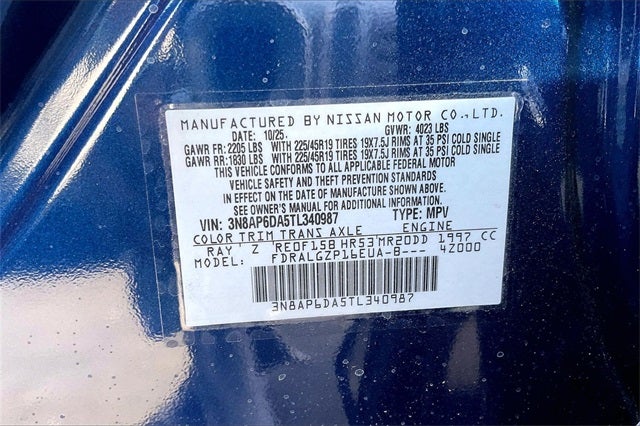 MANUFACTURED BY NISSAN MOTOR CO., LTD.
DATE: 10/25. GVWR: 4023 LBS
GAWR FR: 2205 LBS WITH 225/45R19 TIRES 19X7.5J RIMS AT 35 PSI COLD SINGLE
GAWR RR: 1830 LBS WITH 225/45R19 TIRES 19X7.5J RIMS AT 35 PSI COLD SINGLE
THIS VEHICLE CONFORMS TO ALL APPLICABLE FEDERAL MOTOR
VEHICLE SAFETY AND THEFT PREVENTION STANDARDS
IN EFFECT ON THE DATE OF MANUFACTURE SHOWN ABOVE.
SEE OWNER'S MANUAL FOR ADDITIONAL INFORMATION.
VIN: 3N8AP6DA5TL340987 TYPE: MPV
COLOR TRIM TRANS AXLE ENGINE
RAY Z RE0F15B HR53 MR20DD 1997 CC
MODEL: FDRALGZP16EUA-B--- 4Z000
3N8AP6DA5TL340987